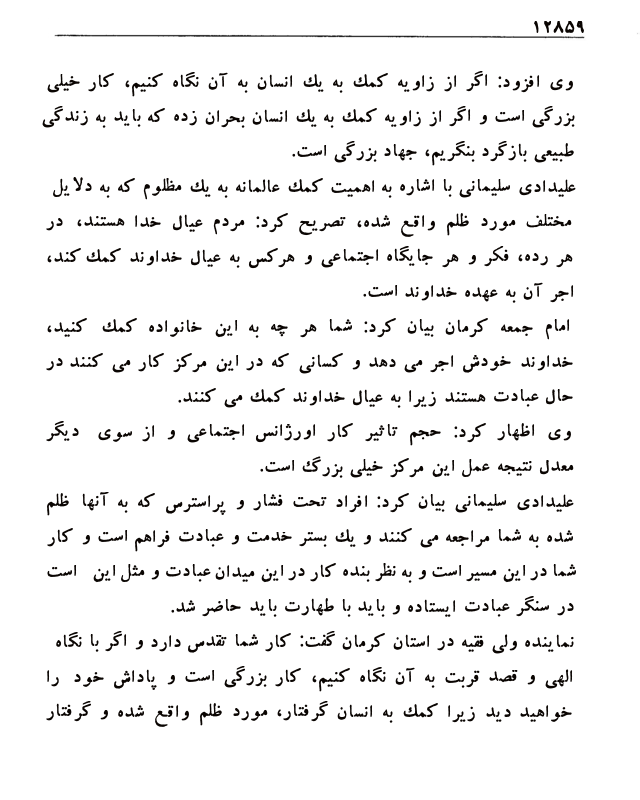 ۱۲۸۵۹
وی افزود: اگر از زاویه کمك به یك انسان به آن نگاه کنیم، کار خیلی
بزرگی است و اگر از زاویه کمك به یك انسان بحران زده که باید به زندگی
طبیعی بازگرد بنگریم، جهاد بزرگی است.
علیدادی سلیمانی با اشاره به اهمیت کمك عالمانه به یك مظلوم که به دلایل
مختلف مورد ظلم واقع شده، تصریح کرد: مردم عیال خدا هستند، در
هر رده، فکر و هر جایگاه اجتماعی و هرکس به عیال خداوند کمك کند،
اجر آن به عهده خداوند است.
امام جمعه کرمان بیان کرد: شما هر چه به این خانواده کمك کنید،
خداوند خودش اجر می دهد و کسانی که در این مرکز کار می کنند در
حال عبادت هستند زیرا به عیال خداوند کمك می کنند.
وی اظهار کرد: حجم تاثیر کار اورژانس اجتماعی و از سوی دیگر
معدل نتیجه عمل این مرکز خیلی بزرگ است.
علیدادی سلیمانی بیان کرد: افراد تحت فشار و پراسترس که به آنها ظلم
شده به شما مراجعه می کنند و یك بستر خدمت و عبادت فراهم است و کار
شما در این مسیر است و به نظر بنده کار در این میدان عبادت و مثل این است
در سنگر عبادت ایستاده و باید با طهارت باید حاضر شد.
نماینده ولی فقیه در استان کرمان گفت: کار شما تقدس دارد و اگر با نگاه
الهی و قصد قربت به آن نگاه کنیم، کار بزرگی است و پاداش خود را
خواهید دید زیرا کمك به انسان گرفتار، مورد ظلم واقع شده و گرفتار